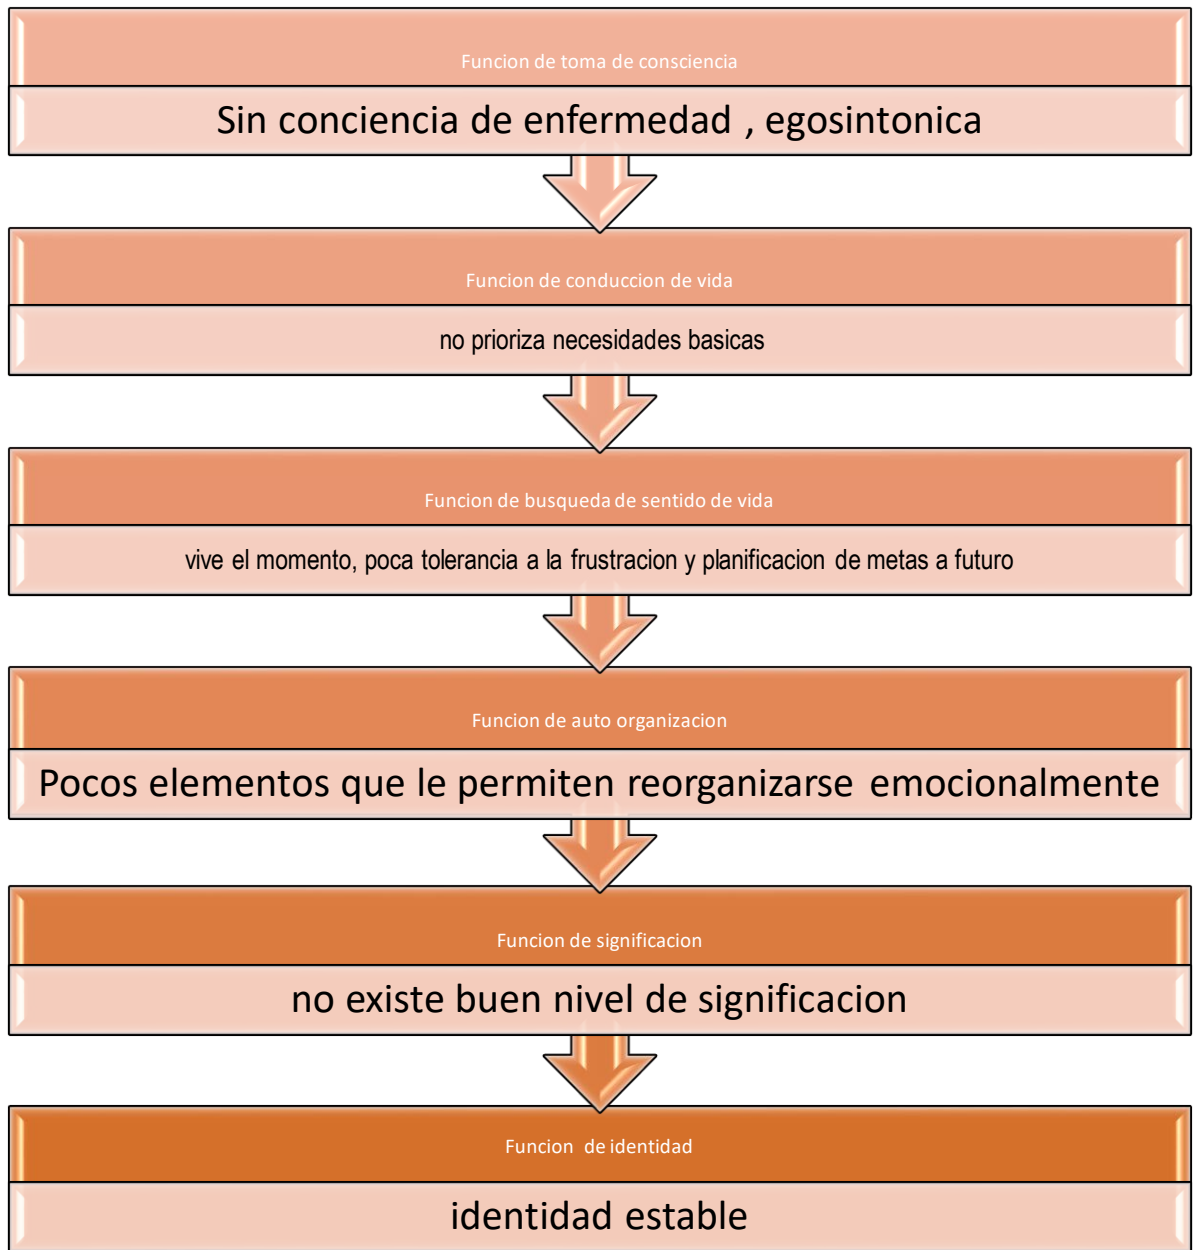 Funcion de toma de consciencia
Sin conciencia de enfermedad , egosintonica
Funcion de conduccion de vida
no prioriza necesidades basicas
Funcion de busqueda de sentido de vida
vive el momento, poca tolerancia a la frustracion y planificacion de metas a futuro
Funcion de auto organizacion
Pocos elementos que le permiten reorganizarse emocionalmente
Funcion de significacion
no existe buen nivel de significacion
Funcion de identidad
identidad estable